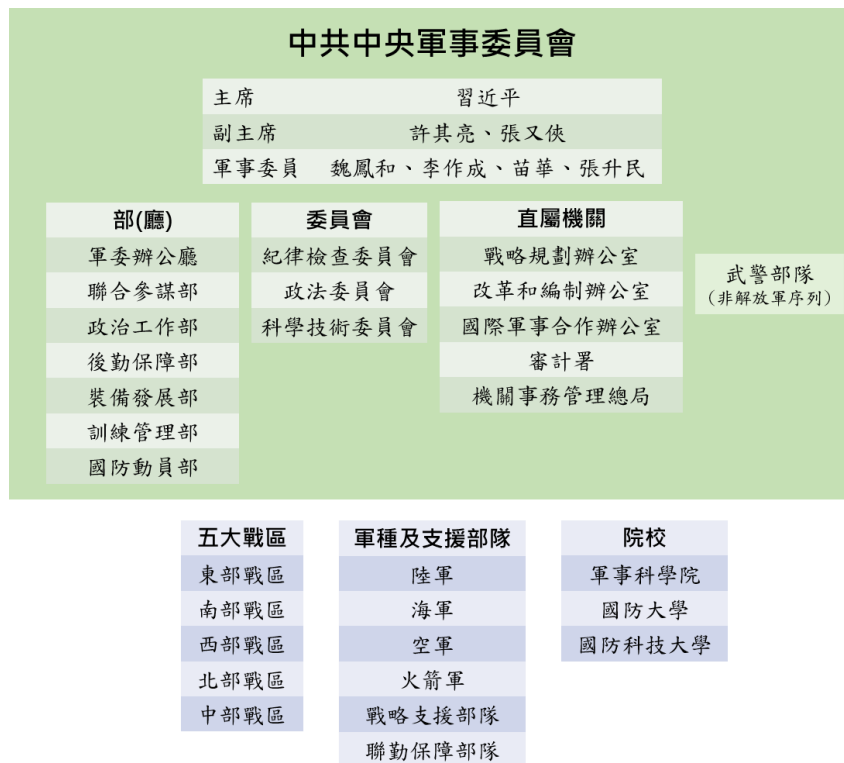 中共中央軍事委員會
主席 習近平
副主席 許其亮、張又俠
軍事委員 魏鳳和、李作成、苗華、張升民
部(廳)
軍委辦公廳
聯合參謀部
政治工作部
後勤保障部
裝備發展部
訓練管理部
國防動員部
委員會
紀律檢查委員會
政法委員會
科學技術委員會
直屬機關
戰略規劃辦公室
改革和編制辦公室
國際軍事合作辦公室
審計署
機關事務管理總局
武警部隊
(非解放軍序列)
五大戰區
東部戰區
南部戰區
西部戰區
北部戰區
中部戰區
軍種及支援部隊
陸軍
海軍
空軍
火箭軍
戰略支援部隊
聯勤保障部隊
院校
軍事科學院
國防大學
國防科技大學